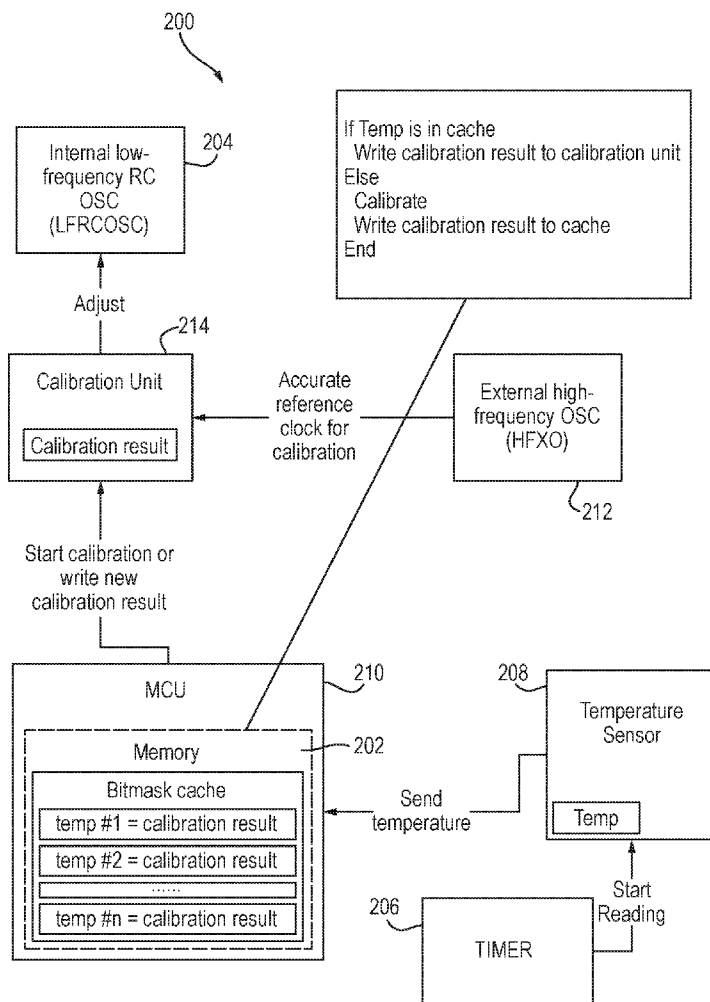 200
204
Internal low-
frequency RC
OSC
(LFRCOSC)
If Temp is in cache
Write calibration result to calibration unit
Else
Calibrate
Write calibration result to cache
End
Adjust
214
Calibration Unit
Calibration result
Accurate
reference
clock for
calibration
External high-
frequency OSC
(HFXO)
212
Start calibration or
write new
calibration result
MCU
210
Memory
202
Bitmask cache
temp #1 = calibration result
temp #2 = calibration result
......
temp #n = calibration result
208
Temperature
Sensor
Temp
Send
temperature
Start
Reading
206
TIMER